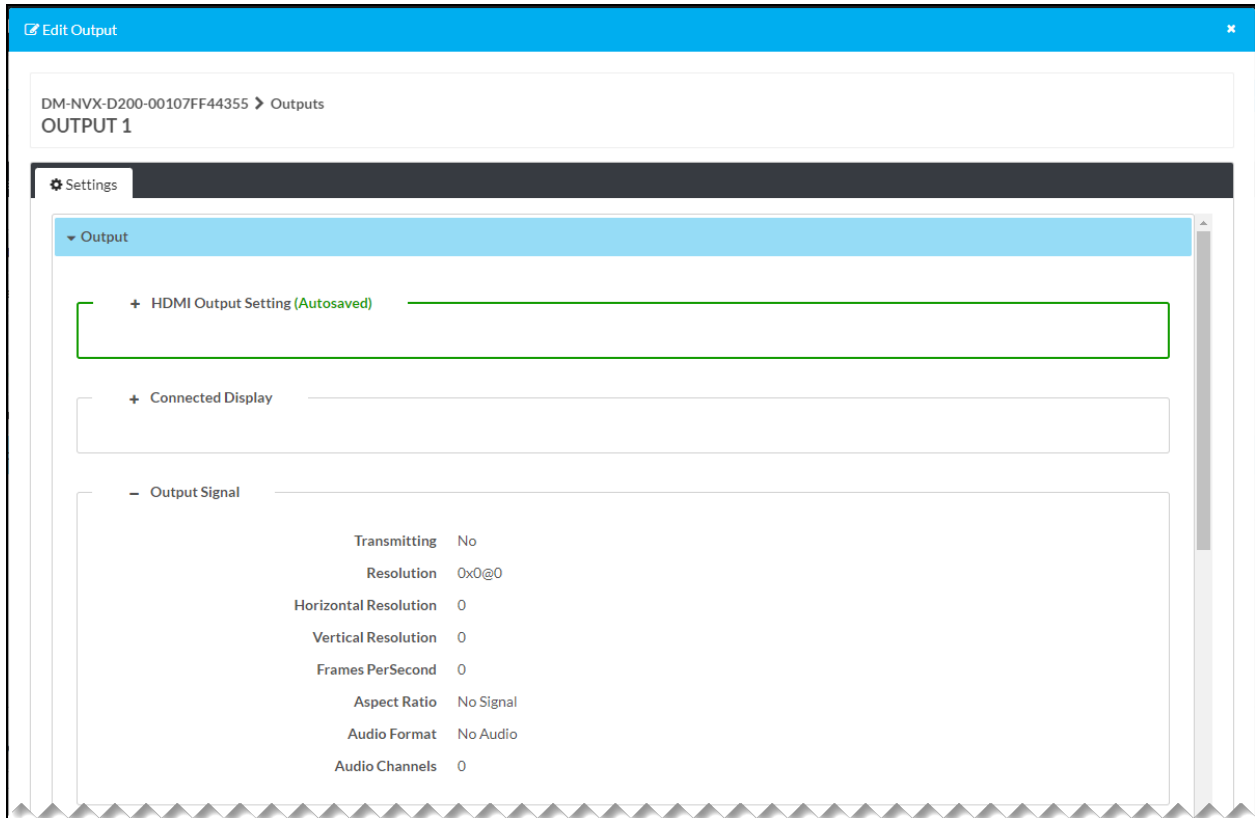 Edit Output
DM-NVX-D200-00107FF44355 > Outputs
OUTPUT 1
Settings
Output
+ HDMI Output Setting (Autosaved)
+ Connected Display
− Output Signal
Transmitting No
Resolution 0x0@0
Horizontal Resolution 0
Vertical Resolution 0
Frames PerSecond 0
Aspect Ratio No Signal
Audio Format No Audio
Audio Channels 0